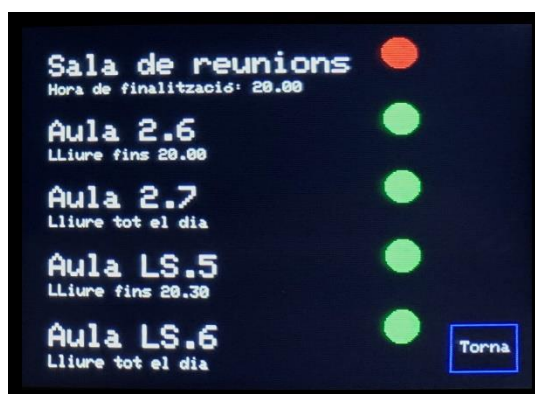 Sala de reunions
Hora de finalització: 20.00
Aula 2.6
LLiure fins 20.00
Aula 2.7
Lliure tot el dia
Aula LS.5
LLiure fins 20.30
Aula LS.6
Lliure tot el dia
Torna